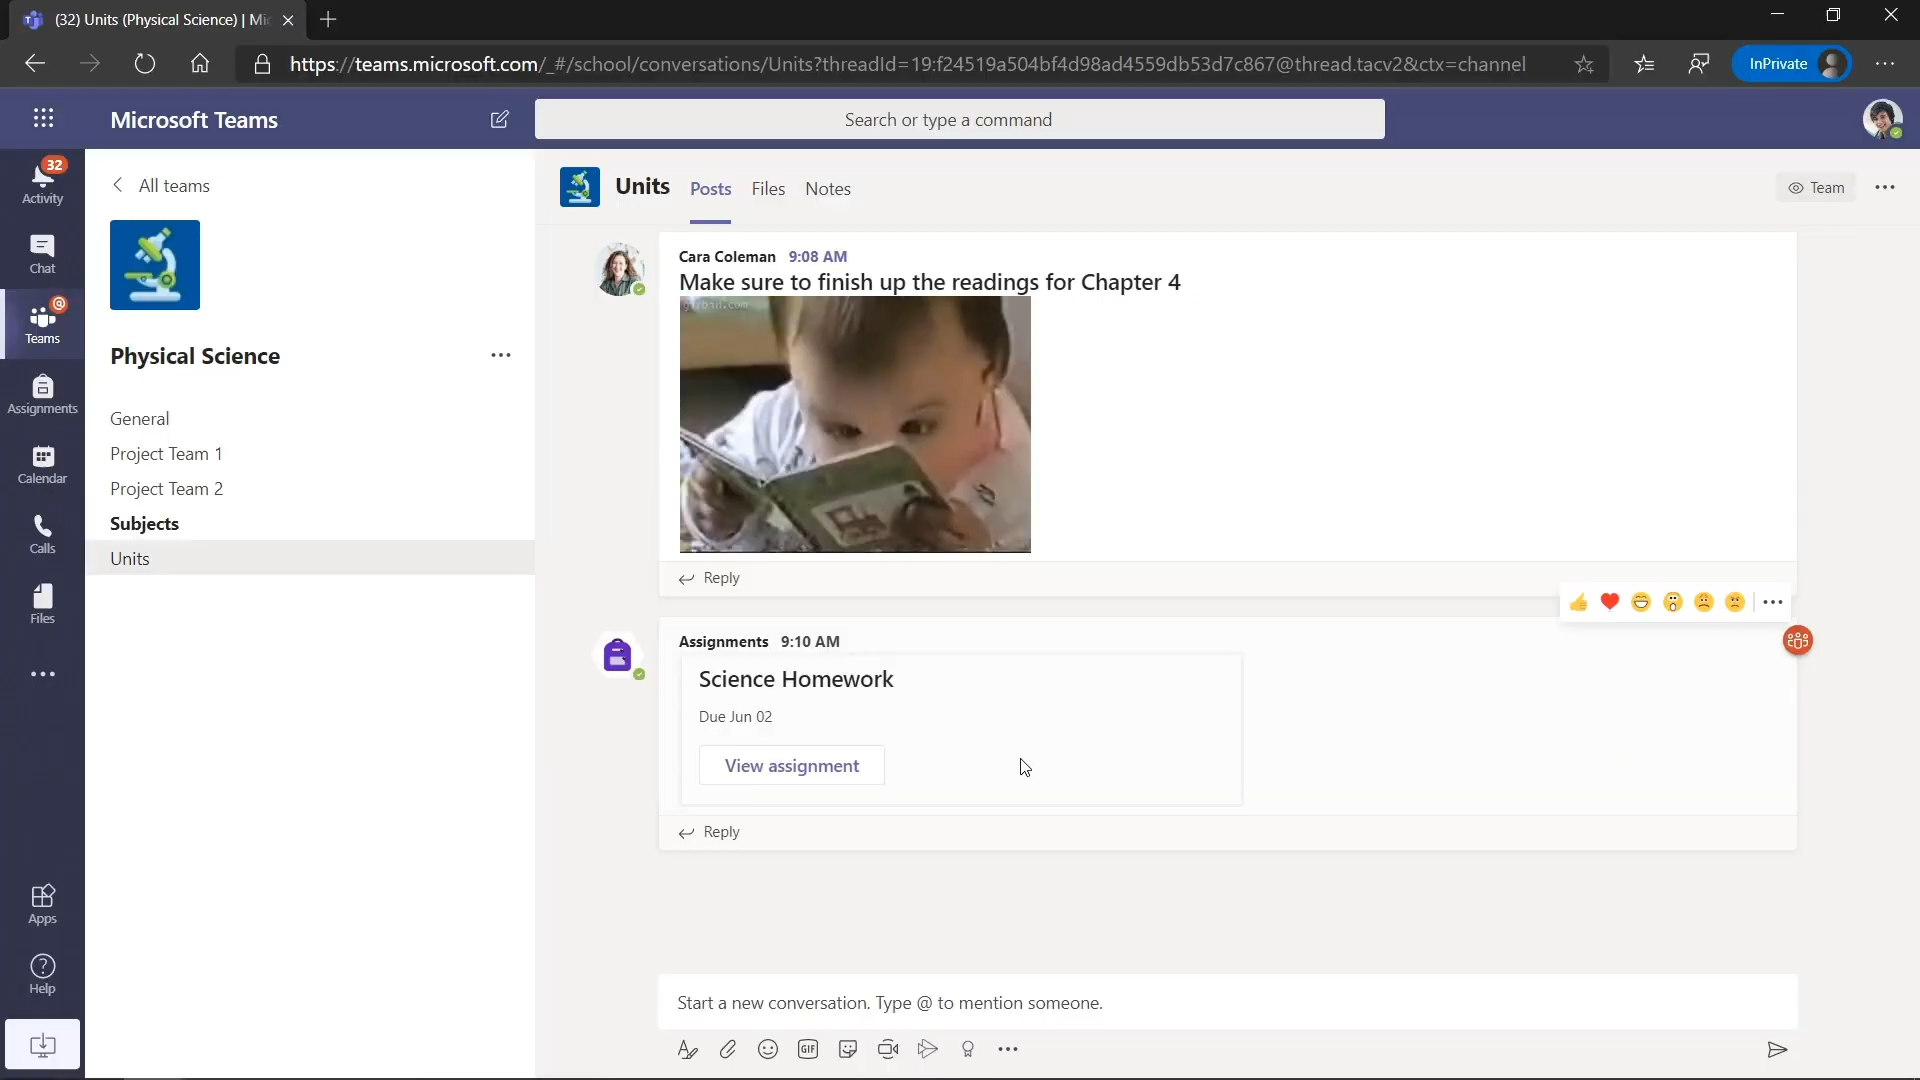 (32) Units (Physical Science) | Mi
https://teams.microsoft.com/_#/school/conversations/Units?threadId=19:f24519a504bf4d98ad4559db53d7c867@thread.tacv2&ctx=channel
InPrivate
Microsoft Teams
Search or type a command
32
Activity
Chat
@
Teams
Assignments
Calendar
Calls
Files
Apps
Help
All teams
Physical Science
General
Project Team 1
Project Team 2
Subjects
Units
Units
Posts
Files
Notes
Team
Cara Coleman 9:08 AM
Make sure to finish up the readings for Chapter 4
Reply
Assignments 9:10 AM
Science Homework
Due Jun 02
View assignment
Reply
Start a new conversation. Type @ to mention someone.
GIF